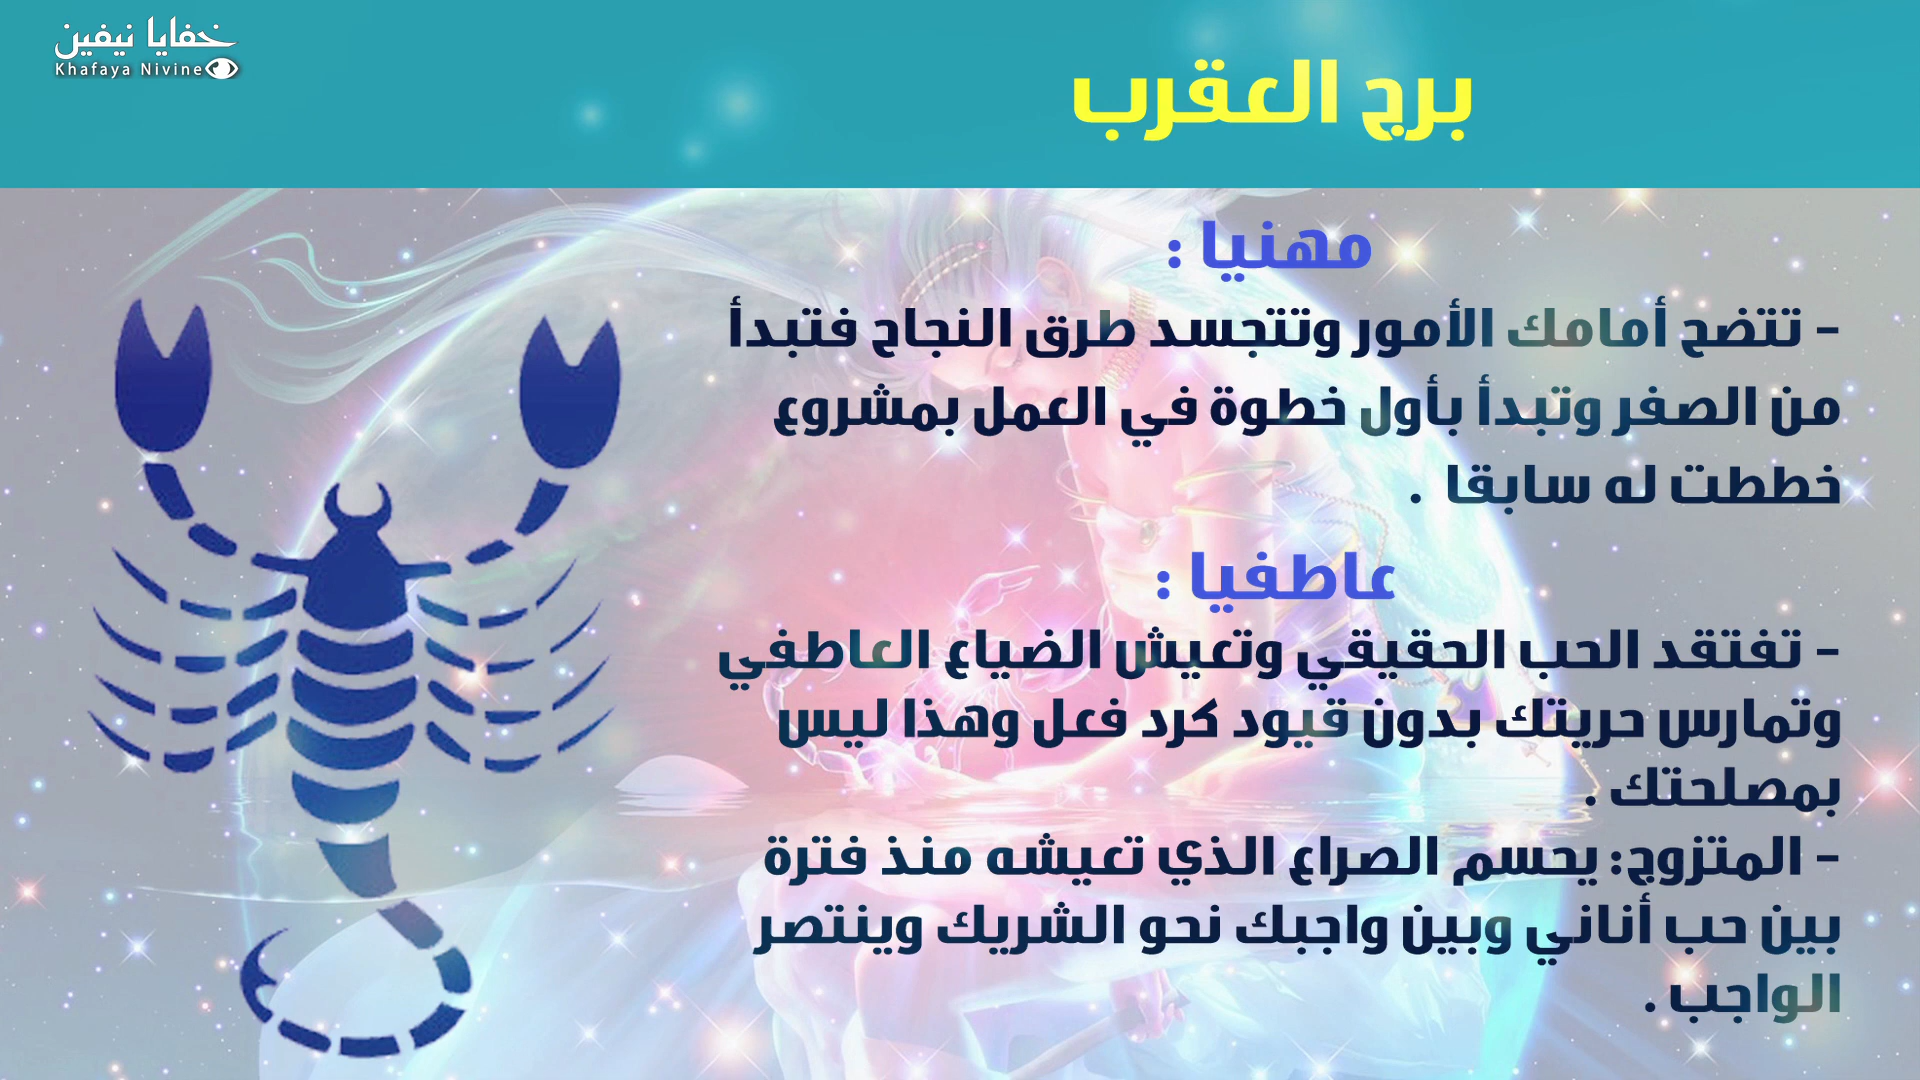 خفايا نيفين
Khafaya Nivine
برج العقرب
مهنيا :
- تتضح أمامك الأمور وتتجسد طرق النجاح فتبدأ
من الصفر وتبدأ بأول خطوة في العمل بمشروع
خططت له سابقا .
عاطفيا :
- تفتقد الحب الحقيقي وتعيش الضياع العاطفي
وتمارس حريتك بدون قيود كرد فعل وهذا ليس
بمصلحتك .
- المتزوج: يحسم الصراع الذي تعيشه منذ فترة
بين حب أناني وبين واجبك نحو الشريك وينتصر
الواجب .